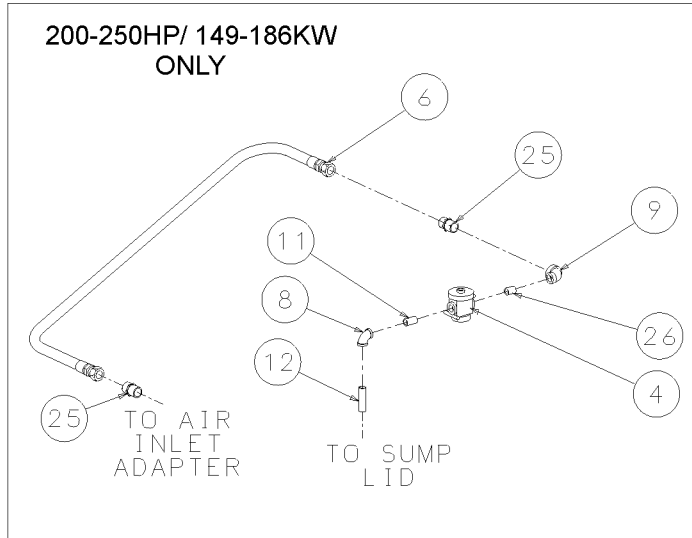 200-250HP/ 149-186KW
ONLY
6
25
9
11
8
26
12
4
25
TO AIR
INLET
ADAPTER
TO SUMP
LID